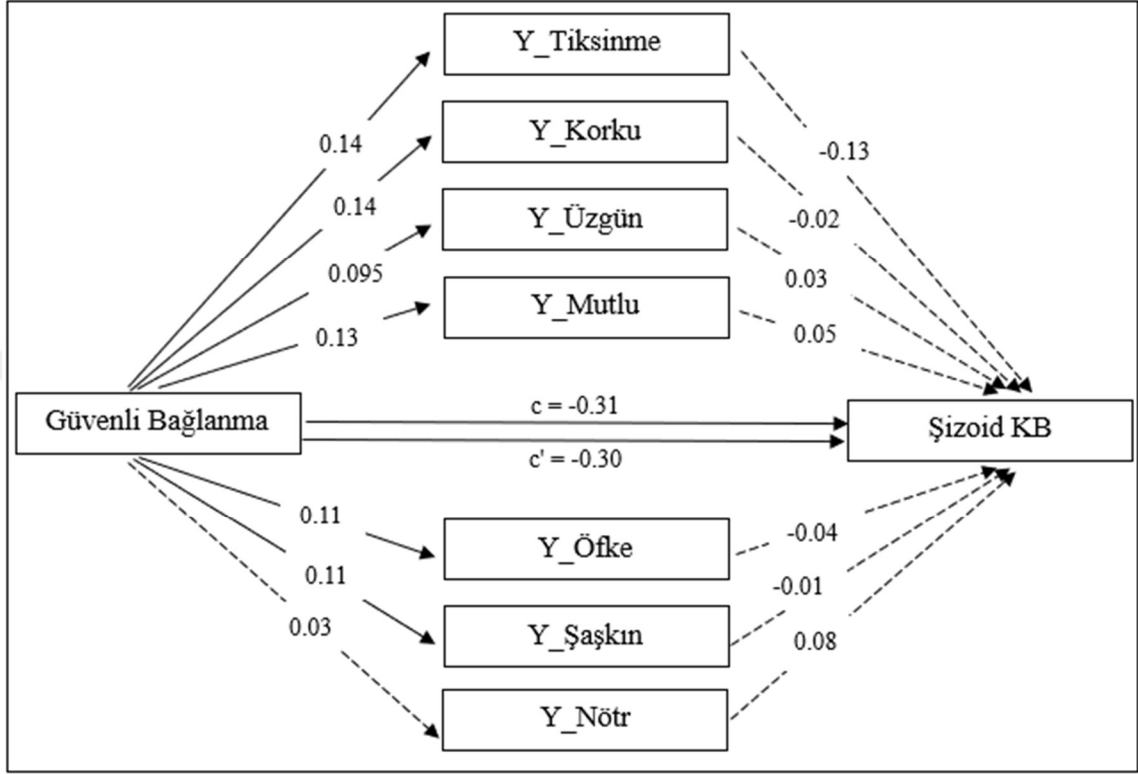 Y_Tiksinme
0.14
-0.13
Y_Korku
0.14
-0.02
Y_Üzgün
0.095
0.03
Y_Mutlu
0.13
0.05
Güvenli Bağlanma
c = -0.31
c' = -0.30
Şizoid KB
0.11
Y_Öfke
-0.04
0.11
Y_Şaşkın
-0.01
0.03
Y_Nötr
0.08